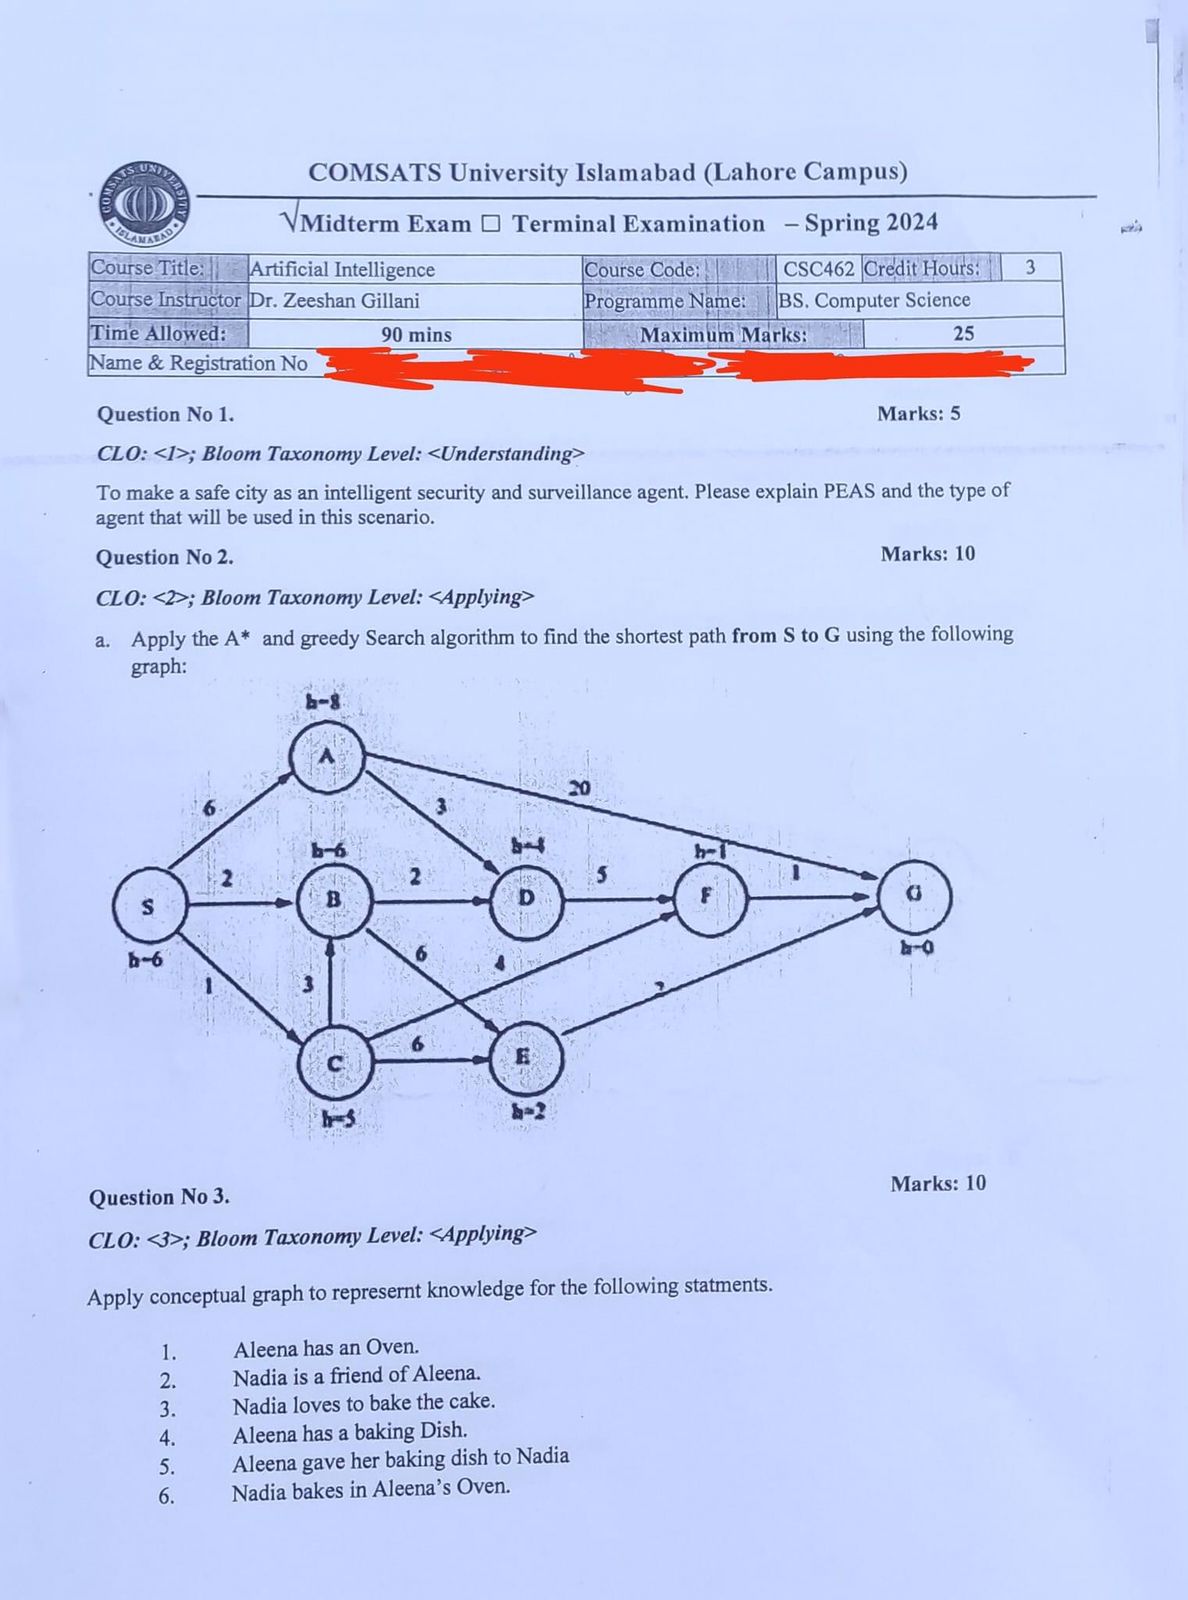 COMSATS UNIVERSITY
ISLAMABAD
COMSATS University Islamabad (Lahore Campus)
√Midterm Exam ☐ Terminal Examination – Spring 2024
Course Title: Artificial Intelligence Course Code: CSC462 Credit Hours: 3
Course Instructor Dr. Zeeshan Gillani Programme Name: BS. Computer Science
Time Allowed: 90 mins Maximum Marks: 25
Name & Registration No
Question No 1. Marks: 5
CLO: <1>; Bloom Taxonomy Level: <Understanding>
To make a safe city as an intelligent security and surveillance agent. Please explain PEAS and the type of
agent that will be used in this scenario.
Question No 2. Marks: 10
CLO: <2>; Bloom Taxonomy Level: <Applying>
a. Apply the A* and greedy Search algorithm to find the shortest path from S to G using the following
graph:
h=8
A
20
6 3
h=6 h=4 h=1
2 2 5 1
S B D F G
h=6 h=0
6 4
1 3
6
C E
h=5 h=2
Question No 3. Marks: 10
CLO: <3>; Bloom Taxonomy Level: <Applying>
Apply conceptual graph to represernt knowledge for the following statments.
1. Aleena has an Oven.
2. Nadia is a friend of Aleena.
3. Nadia loves to bake the cake.
4. Aleena has a baking Dish.
5. Aleena gave her baking dish to Nadia
6. Nadia bakes in Aleena's Oven.